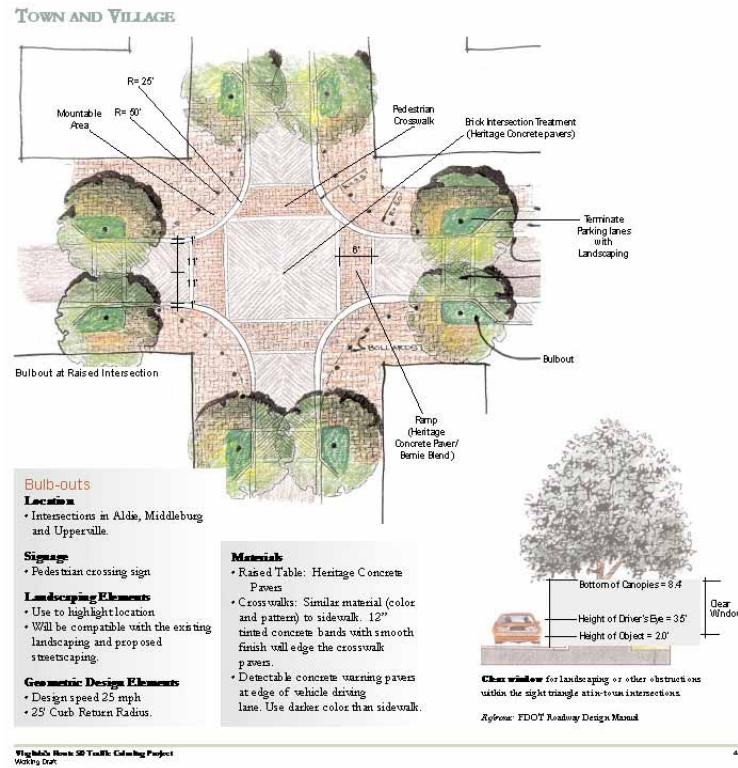 TOWN AND VILLAGE
R= 25'
Mountable
Area
R= 50'
Pedestrian
Crosswalk
Brick Intersection Treatment
(Heritage Concrete pavers)
Terminate
Parking lanes
with
Landscaping
1'
11'
11'
1'
6'
BOLLARDS
Bulbout
Bulbout at Raised Intersection
Ramp
(Heritage
Concrete Paver/
Bernie Blend )
Bulb-outs
Location
• Intersections in Aldie, Middleburg
and Upperville.
Signage
• Pedestrian crossing sign
Landscaping Elements
• Use to highlight location
• Will be compatible with the existing
landscaping and proposed
streetscaping.
Geometric Design Elements
• Design speed 25 mph
• 25' Curb Return Radius.
Materials
• Raised Table: Heritage Concrete
Pavers
• Crosswalks: Similar material (color
and pattern) to sidewalk. 12"
tinted concrete bands with smooth
finish will edge the crosswalk
pavers.
• Detectable concrete warning pavers
at edge of vehicle driving
lane. Use darker color than sidewalk.
Bottom of Canopies = 8.4'
Height of Driver's Eye = 3.5'
Height of Object = 2.0'
Clear
Windo
Clear window for landscaping or other obstructions
within the sight triangle at in-town intersections.
Reference: FDOT Roadway Design Manual
Virginia's Route 50 Traffic Calming Project
Working Draft